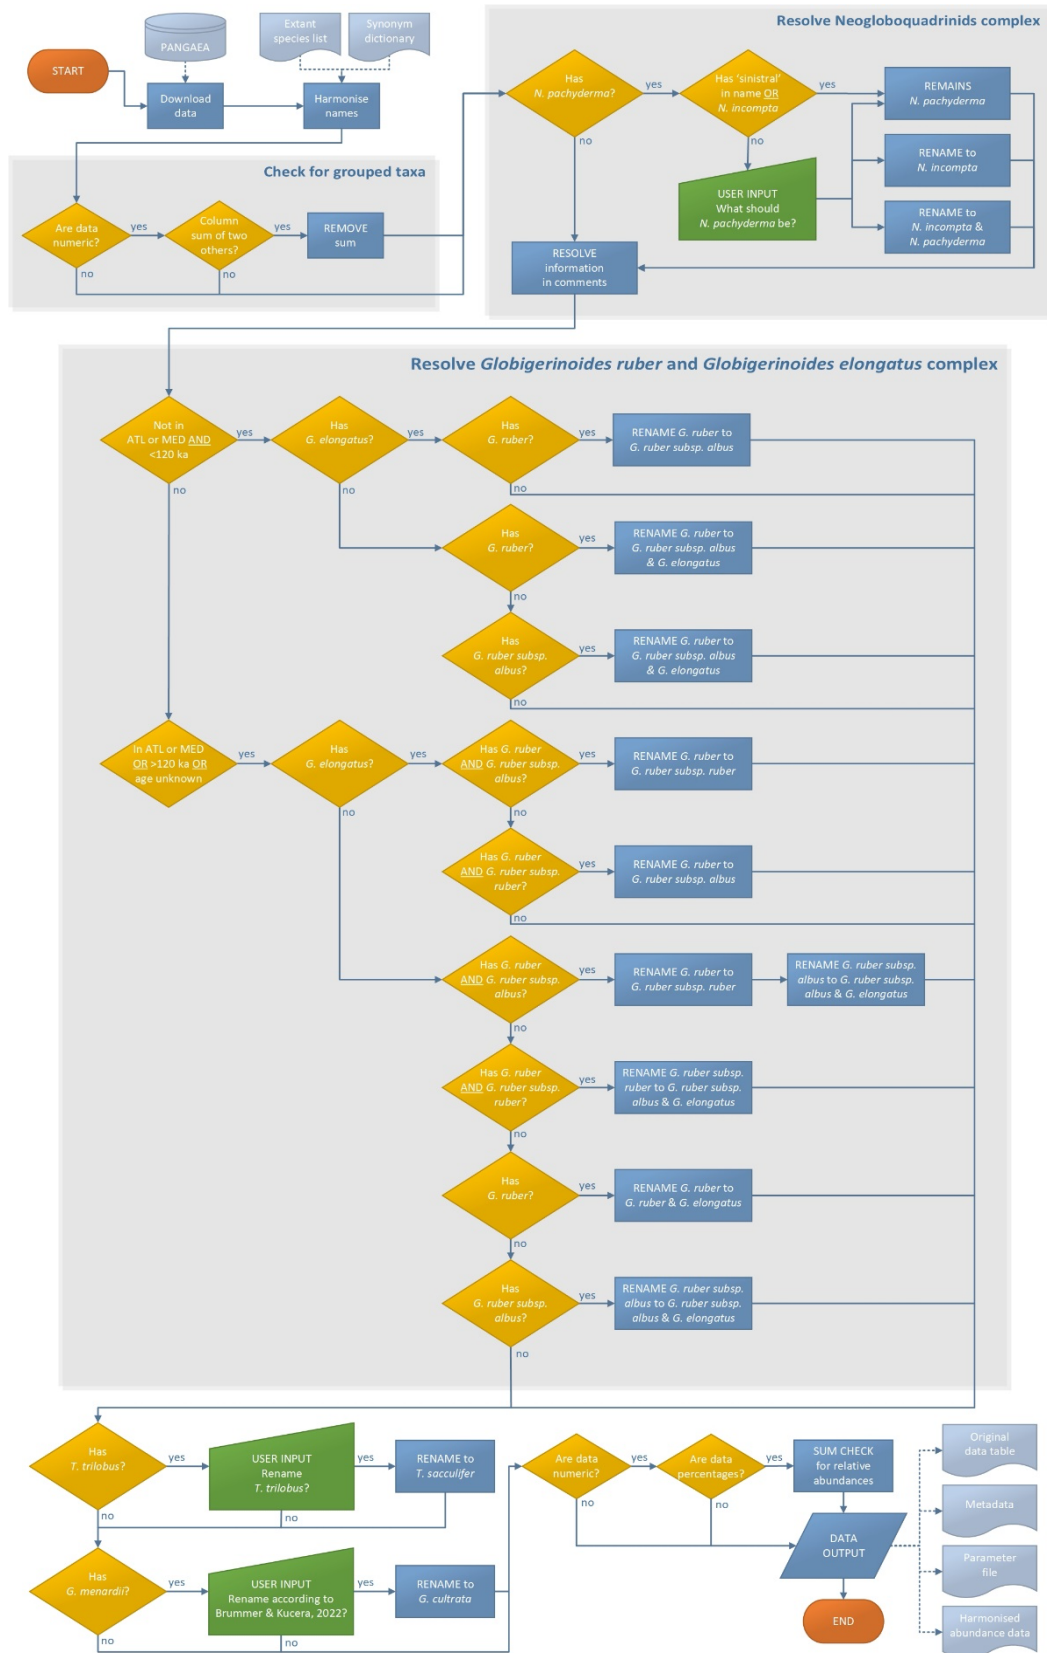 START
PANGAEA
Extant
species list
Synonym
dictionary
Download
data
Harmonise
names
Check for grouped taxa
Are data
numeric?
yes
no
Column
sum of two
others?
yes
no
REMOVE
sum
Resolve Neogloboquadrinids complex
Has
N. pachyderma?
yes
no
Has ‘sinistral’
in name OR
N. incompta
yes
no
REMAINS
N. pachyderma
USER INPUT
What should
N. pachyderma be?
RENAME to
N. incompta
RENAME to
N. incompta &
N. pachyderma
RESOLVE
information
in comments
Resolve Globigerinoides ruber and Globigerinoides elongatus complex
Not in
ATL or MED AND
<120 ka
yes
no
Has
G. elongatus?
yes
no
Has
G. ruber?
yes
no
RENAME G. ruber to
G. ruber subsp. albus
Has
G. ruber?
yes
no
RENAME G. ruber to
G. ruber subsp. albus
& G. elongatus
Has
G. ruber subsp.
albus?
yes
no
RENAME G. ruber to
G. ruber subsp. albus
& G. elongatus
In ATL or MED
OR >120 ka OR
age unknown
yes
Has
G. elongatus?
yes
no
Has G. ruber
AND G. ruber subsp.
albus?
yes
no
RENAME G. ruber to
G. ruber subsp. ruber
Has G. ruber
AND G. ruber subsp.
ruber?
yes
no
RENAME G. ruber to
G. ruber subsp. albus
Has G. ruber
AND G. ruber subsp.
albus?
yes
no
RENAME G. ruber to
G. ruber subsp. ruber
RENAME G. ruber subsp.
albus to G. ruber subsp.
albus & G. elongatus
Has G. ruber
AND G. ruber subsp.
ruber?
yes
no
RENAME G. ruber subsp.
ruber to G. ruber subsp.
albus & G. elongatus
Has
G. ruber?
yes
no
RENAME G. ruber to
G. ruber & G. elongatus
Has
G. ruber subsp.
albus?
yes
no
RENAME G. ruber subsp.
albus to G. ruber subsp.
albus & G. elongatus
Has
T. trilobus?
yes
no
USER INPUT
Rename
T. trilobus?
yes
no
RENAME to
T. sacculifer
Has
G. menardii?
yes
no
USER INPUT
Rename according to
Brummer & Kucera, 2022?
yes
no
RENAME to
G. cultrata
Are data
numeric?
yes
no
Are data
percentages?
yes
no
SUM CHECK
for relative
abundances
DATA
OUTPUT
END
Original
data table
Metadata
Parameter
file
Harmonised
abundance data